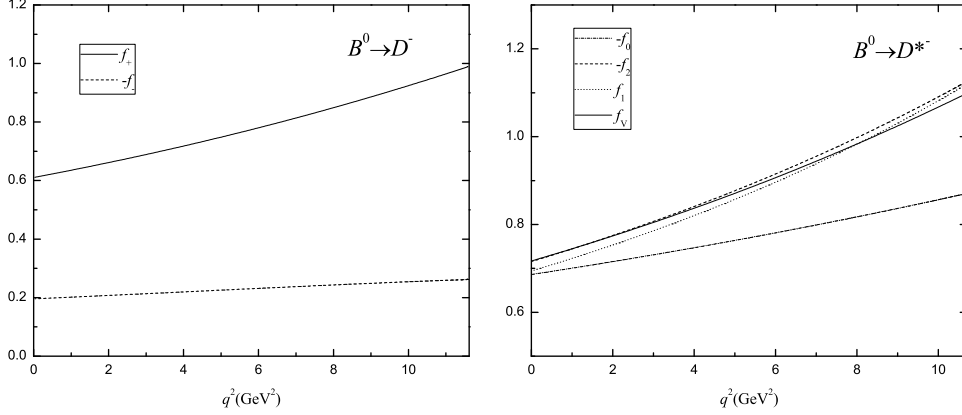 1.2
1.0
0.8
0.6
0.4
0.2
0.0
f₊
-f₋
B⁰→D⁻
0 2 4 6 8 10
q²(GeV²)
1.2
1.0
0.8
0.6
-f₀
-f₂
f₁
f_V
B⁰→D*⁻
0 2 4 6 8 10
q²(GeV²)